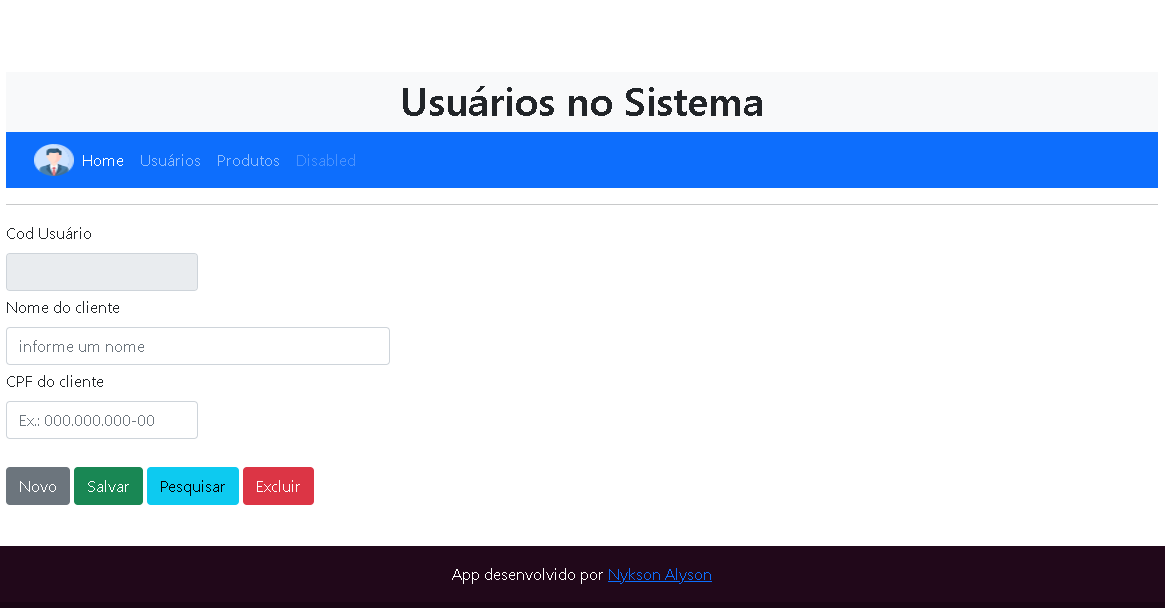 Usuários no Sistema
Home Usuários Produtos Disabled
Cod Usuário
Nome do cliente
informe um nome
CPF do cliente
Ex.: 000.000.000-00
Novo Salvar Pesquisar Excluir
App desenvolvido por Nykson Alyson